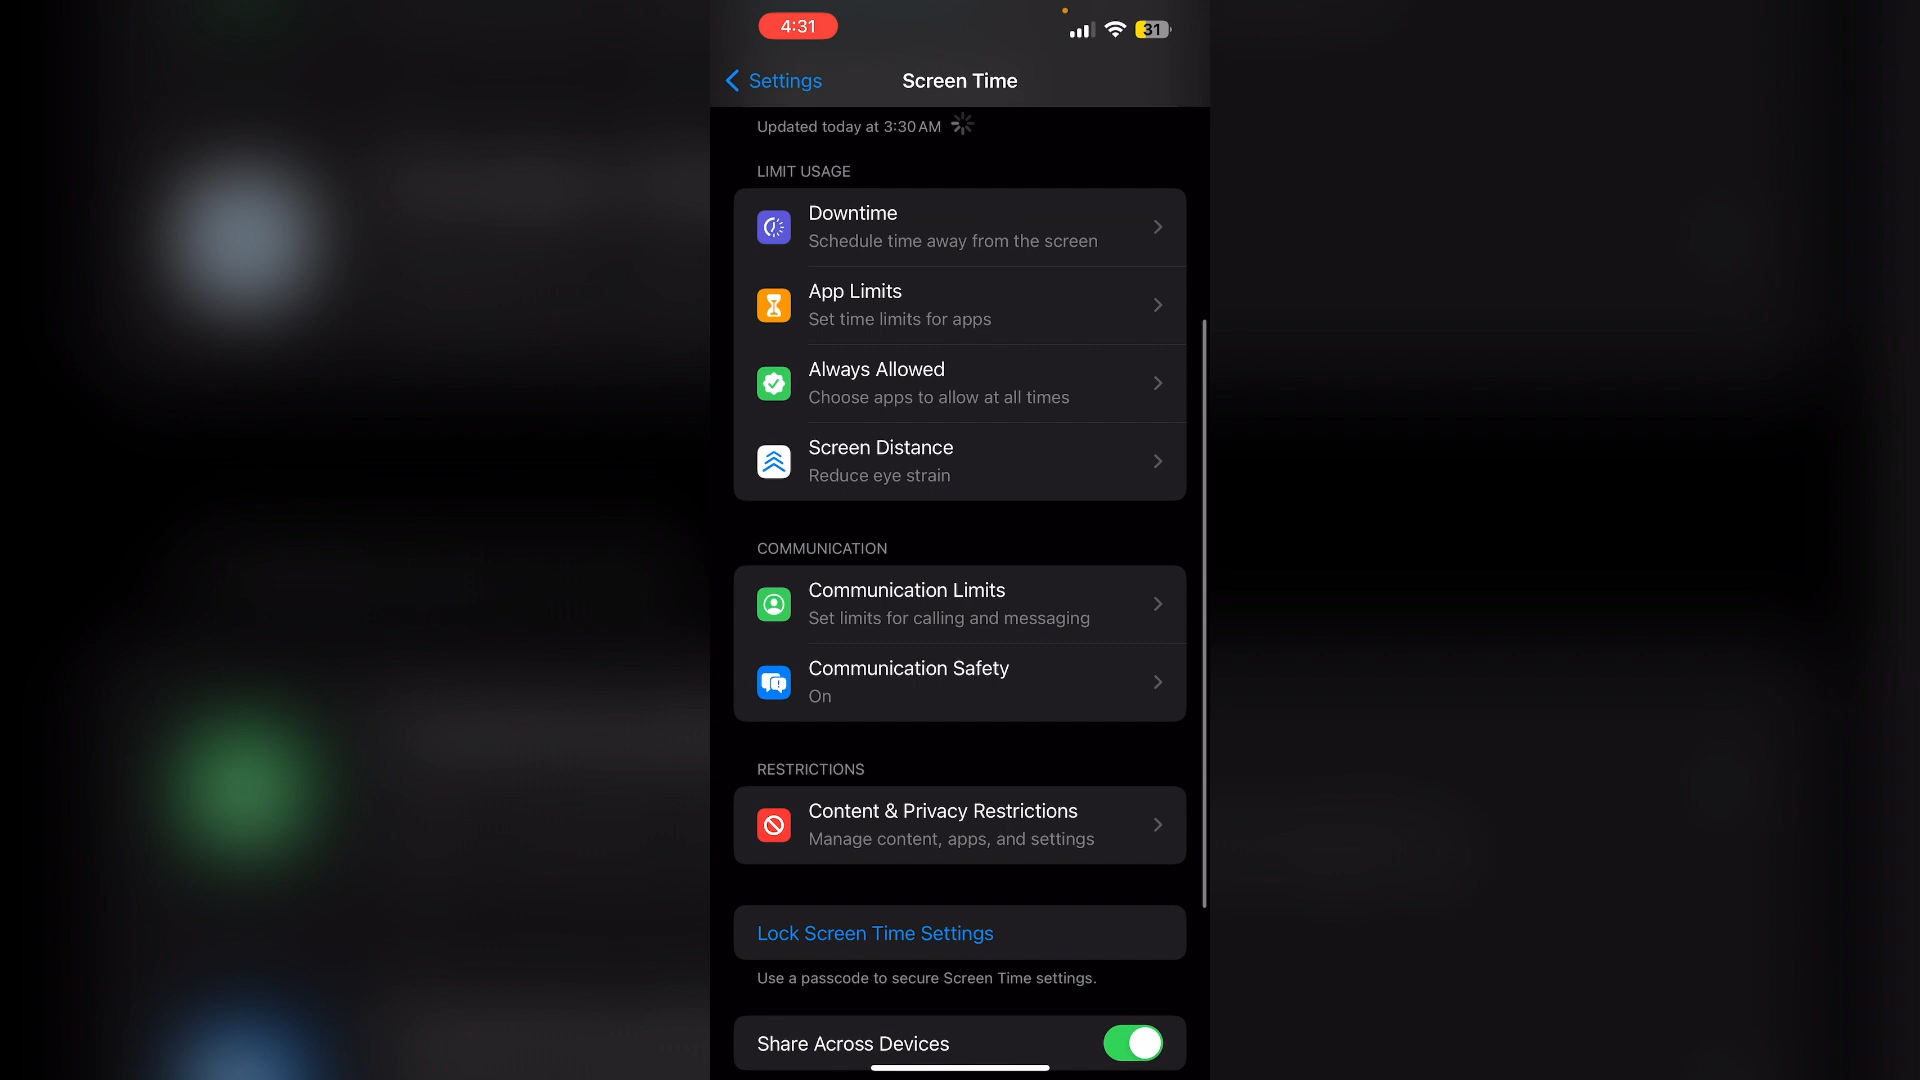 4:31
31
Settings
Screen Time
Updated today at 3:30 AM
LIMIT USAGE
Downtime
Schedule time away from the screen
App Limits
Set time limits for apps
Always Allowed
Choose apps to allow at all times
Screen Distance
Reduce eye strain
COMMUNICATION
Communication Limits
Set limits for calling and messaging
Communication Safety
On
RESTRICTIONS
Content & Privacy Restrictions
Manage content, apps, and settings
Lock Screen Time Settings
Use a passcode to secure Screen Time settings.
Share Across Devices